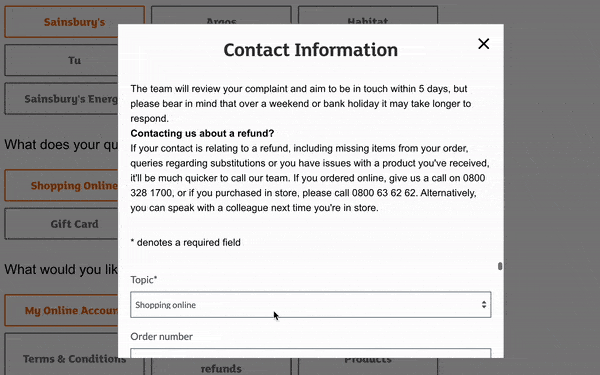 Sainsbury's
Argos
Habitat
Contact Information
Tu
Sainsbury's Energ
The team will review your complaint and aim to be in touch within 5 days, but
please bear in mind that over a weekend or bank holiday it may take longer to
respond.
Contacting us about a refund?
What does your qu
If your contact is relating to a refund, including missing items from your order,
queries regarding substitutions or you have issues with a product you've received,
it'll be much quicker to call our team. If you ordered online, give us a call on 0800
328 1700, or if you purchased in store, please call 0800 63 62 62. Alternatively,
you can speak with a colleague next time you're in store.
Shopping Online
Gift Card
* denotes a required field
What would you lik
Topic*
Shopping online
My Online Accoun
Order number
Terms & Conditions
refunds
Products